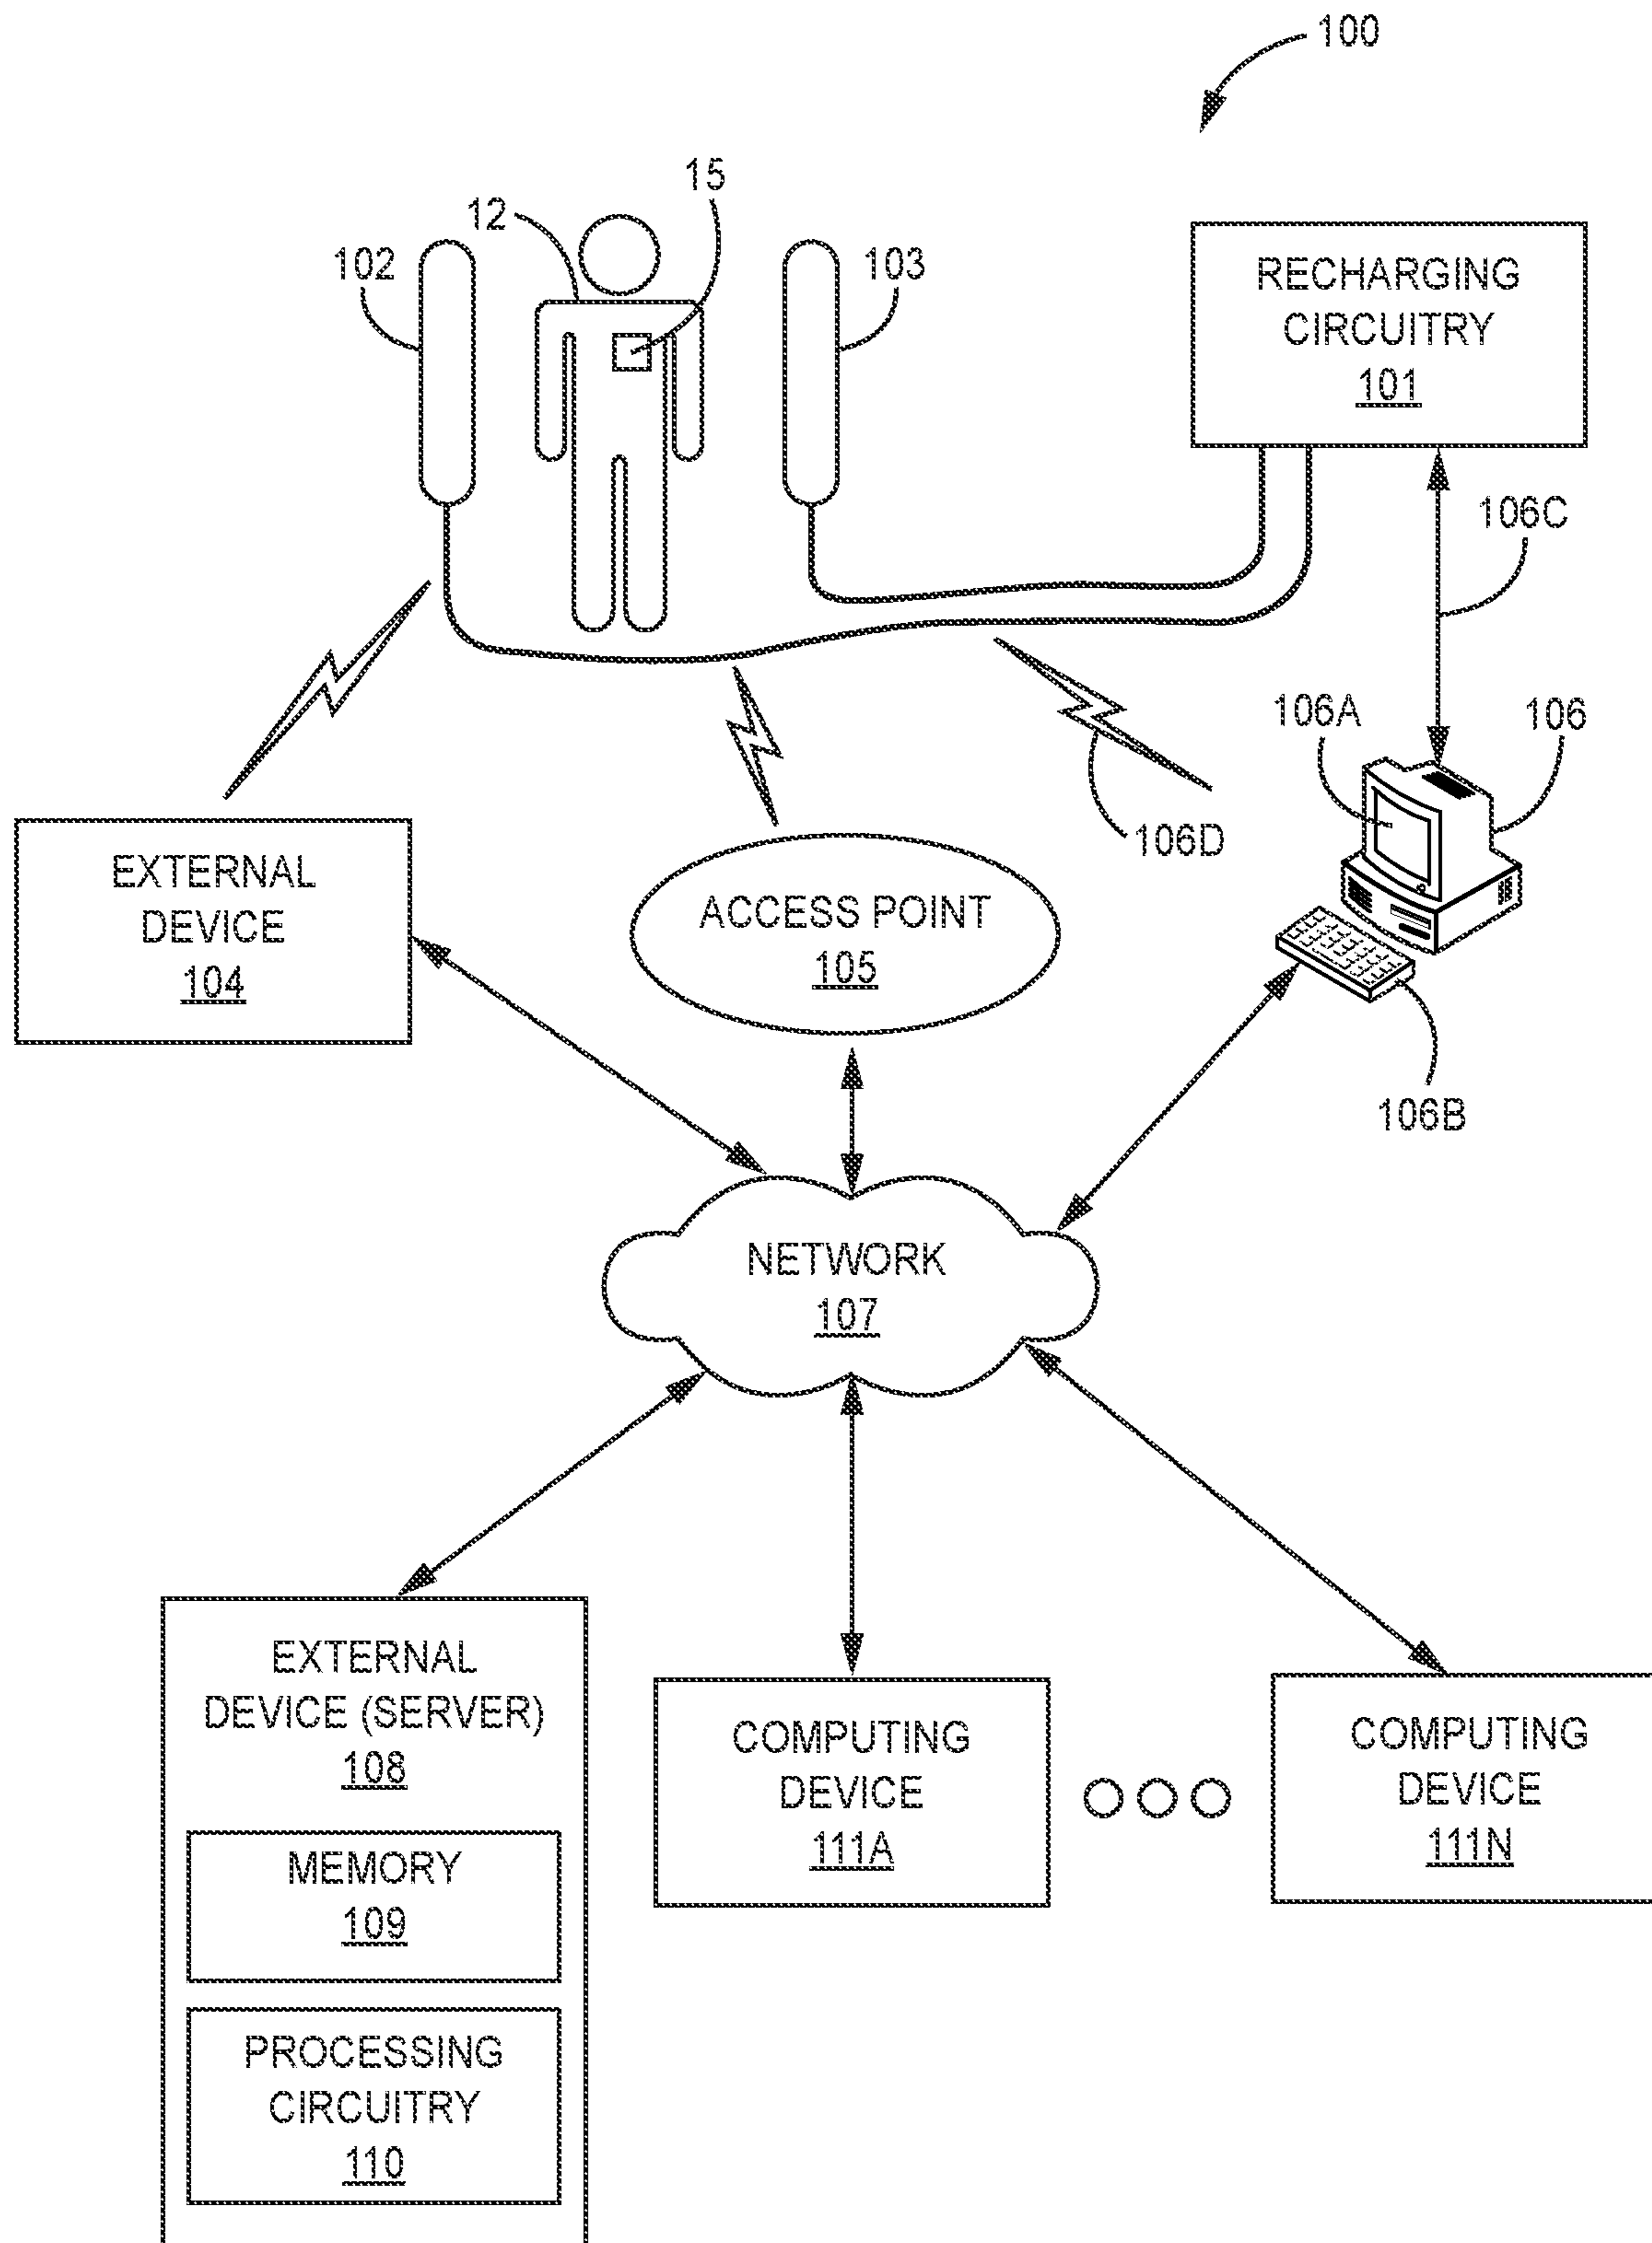 100
15
12
102
103
RECHARGING
CIRCUITRY
101
106C
106A
106
106D
EXTERNAL
DEVICE
104
ACCESS POINT
105
106B
NETWORK
107
EXTERNAL
DEVICE (SERVER)
108
MEMORY
109
PROCESSING
CIRCUITRY
110
COMPUTING
DEVICE
111A
COMPUTING
DEVICE
111N